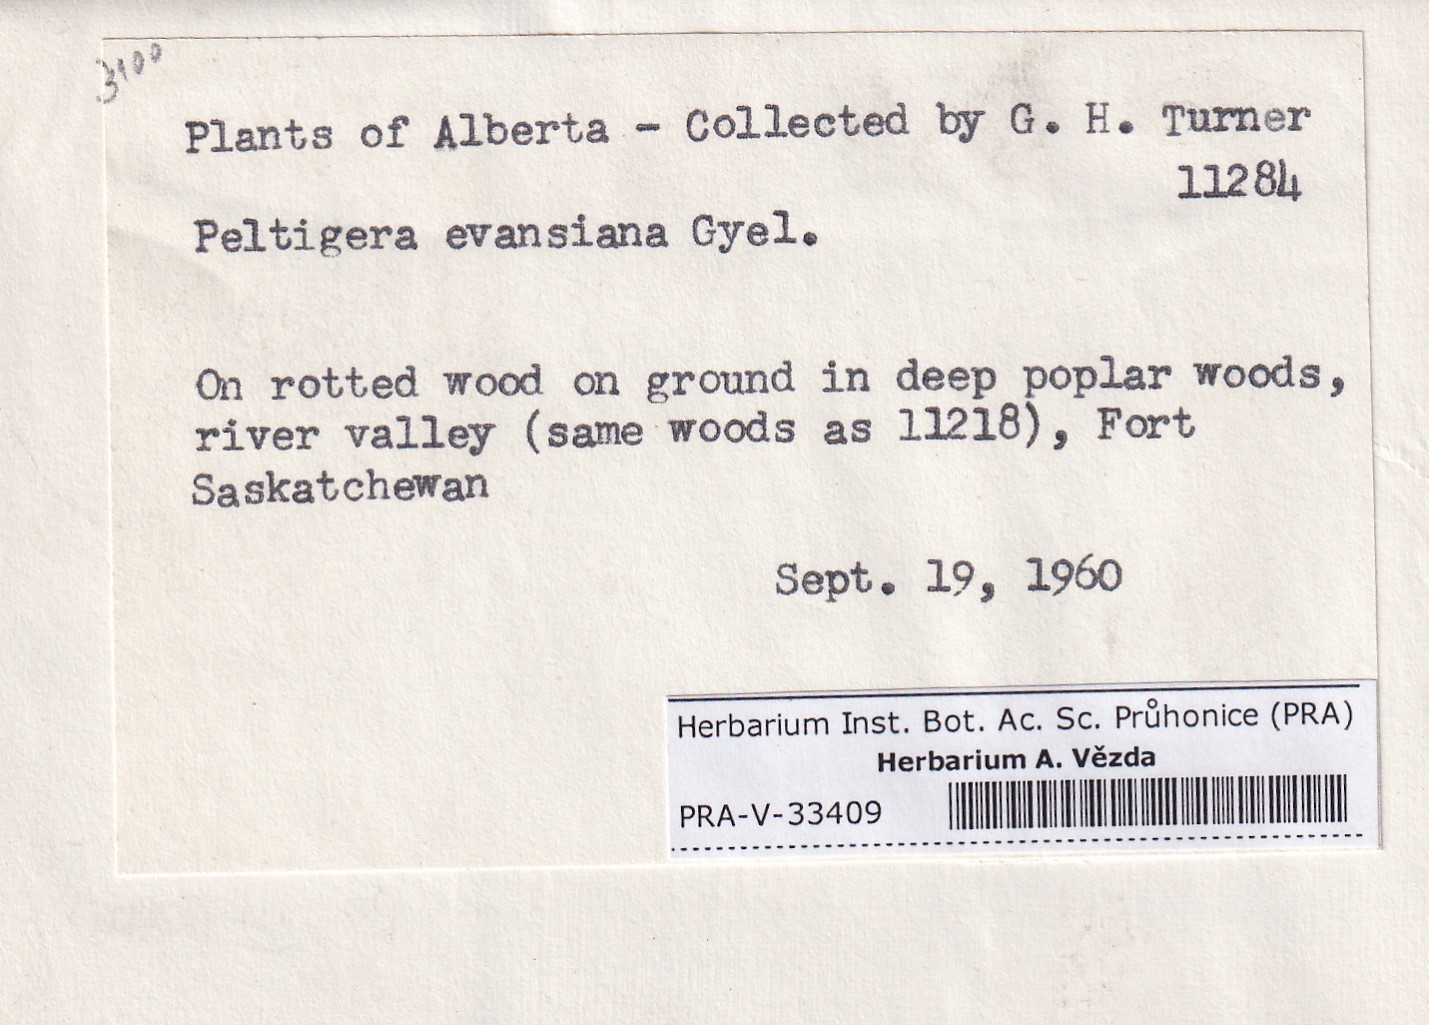 3100
Plants of Alberta - Collected by G. H. Turner
11284
Peltigera evansiana Gyel.
On rotted wood on ground in deep poplar woods,
river valley (same woods as 11218), Fort
Saskatchewan
Sept. 19, 1960
Herbarium Inst. Bot. Ac. Sc. Průhonice (PRA)
Herbarium A. Vězda
PRA-V-33409